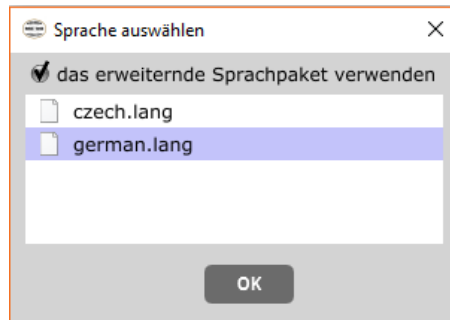 Sprache auswählen
das erweiternde Sprachpaket verwenden
czech.lang
german.lang
OK